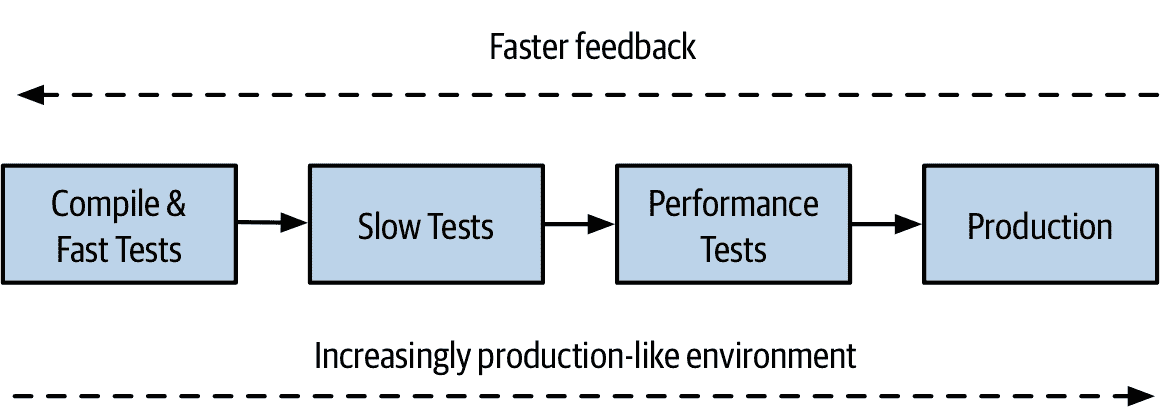 Faster feedback
Compile &
Fast Tests
Slow Tests
Performance
Tests
Production
Increasingly production-like environment